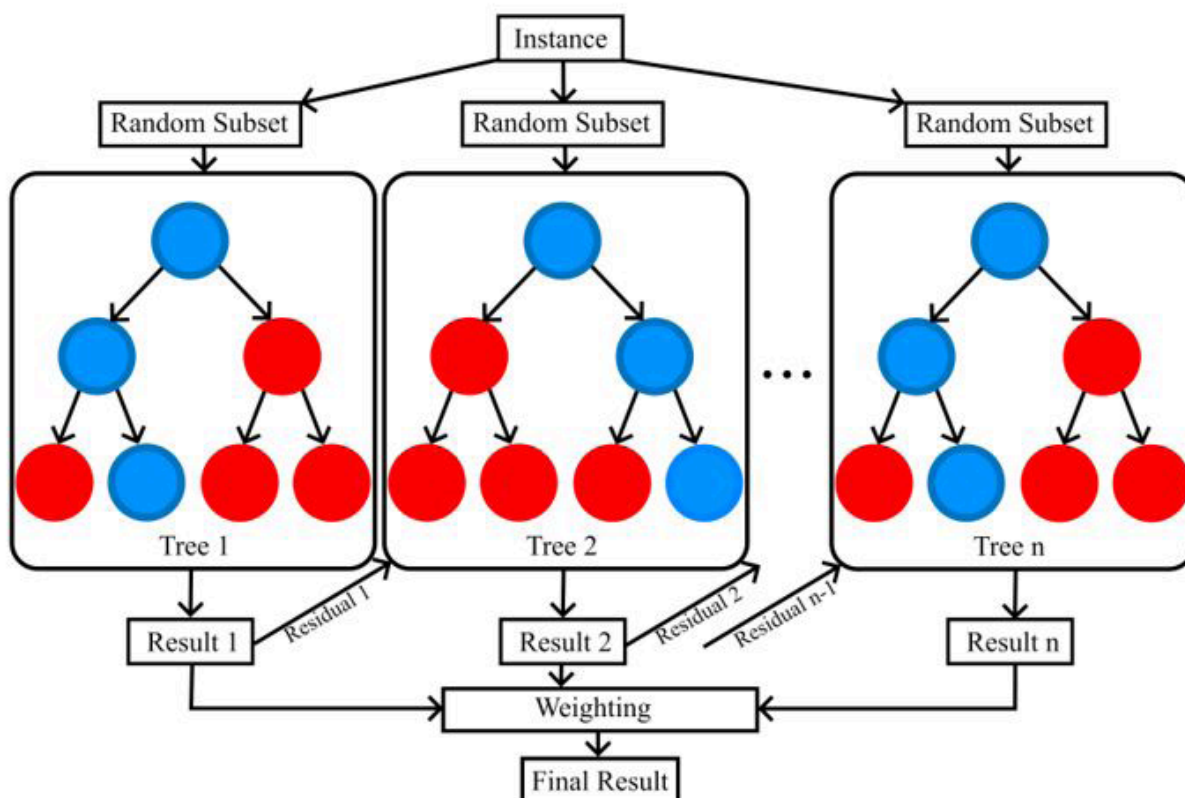 Instance
Random Subset
Random Subset
Random Subset
...
Tree 1
Tree 2
Tree n
Residual 1
Residual 2
Residual n-1
Result 1
Result 2
Result n
Weighting
Final Result